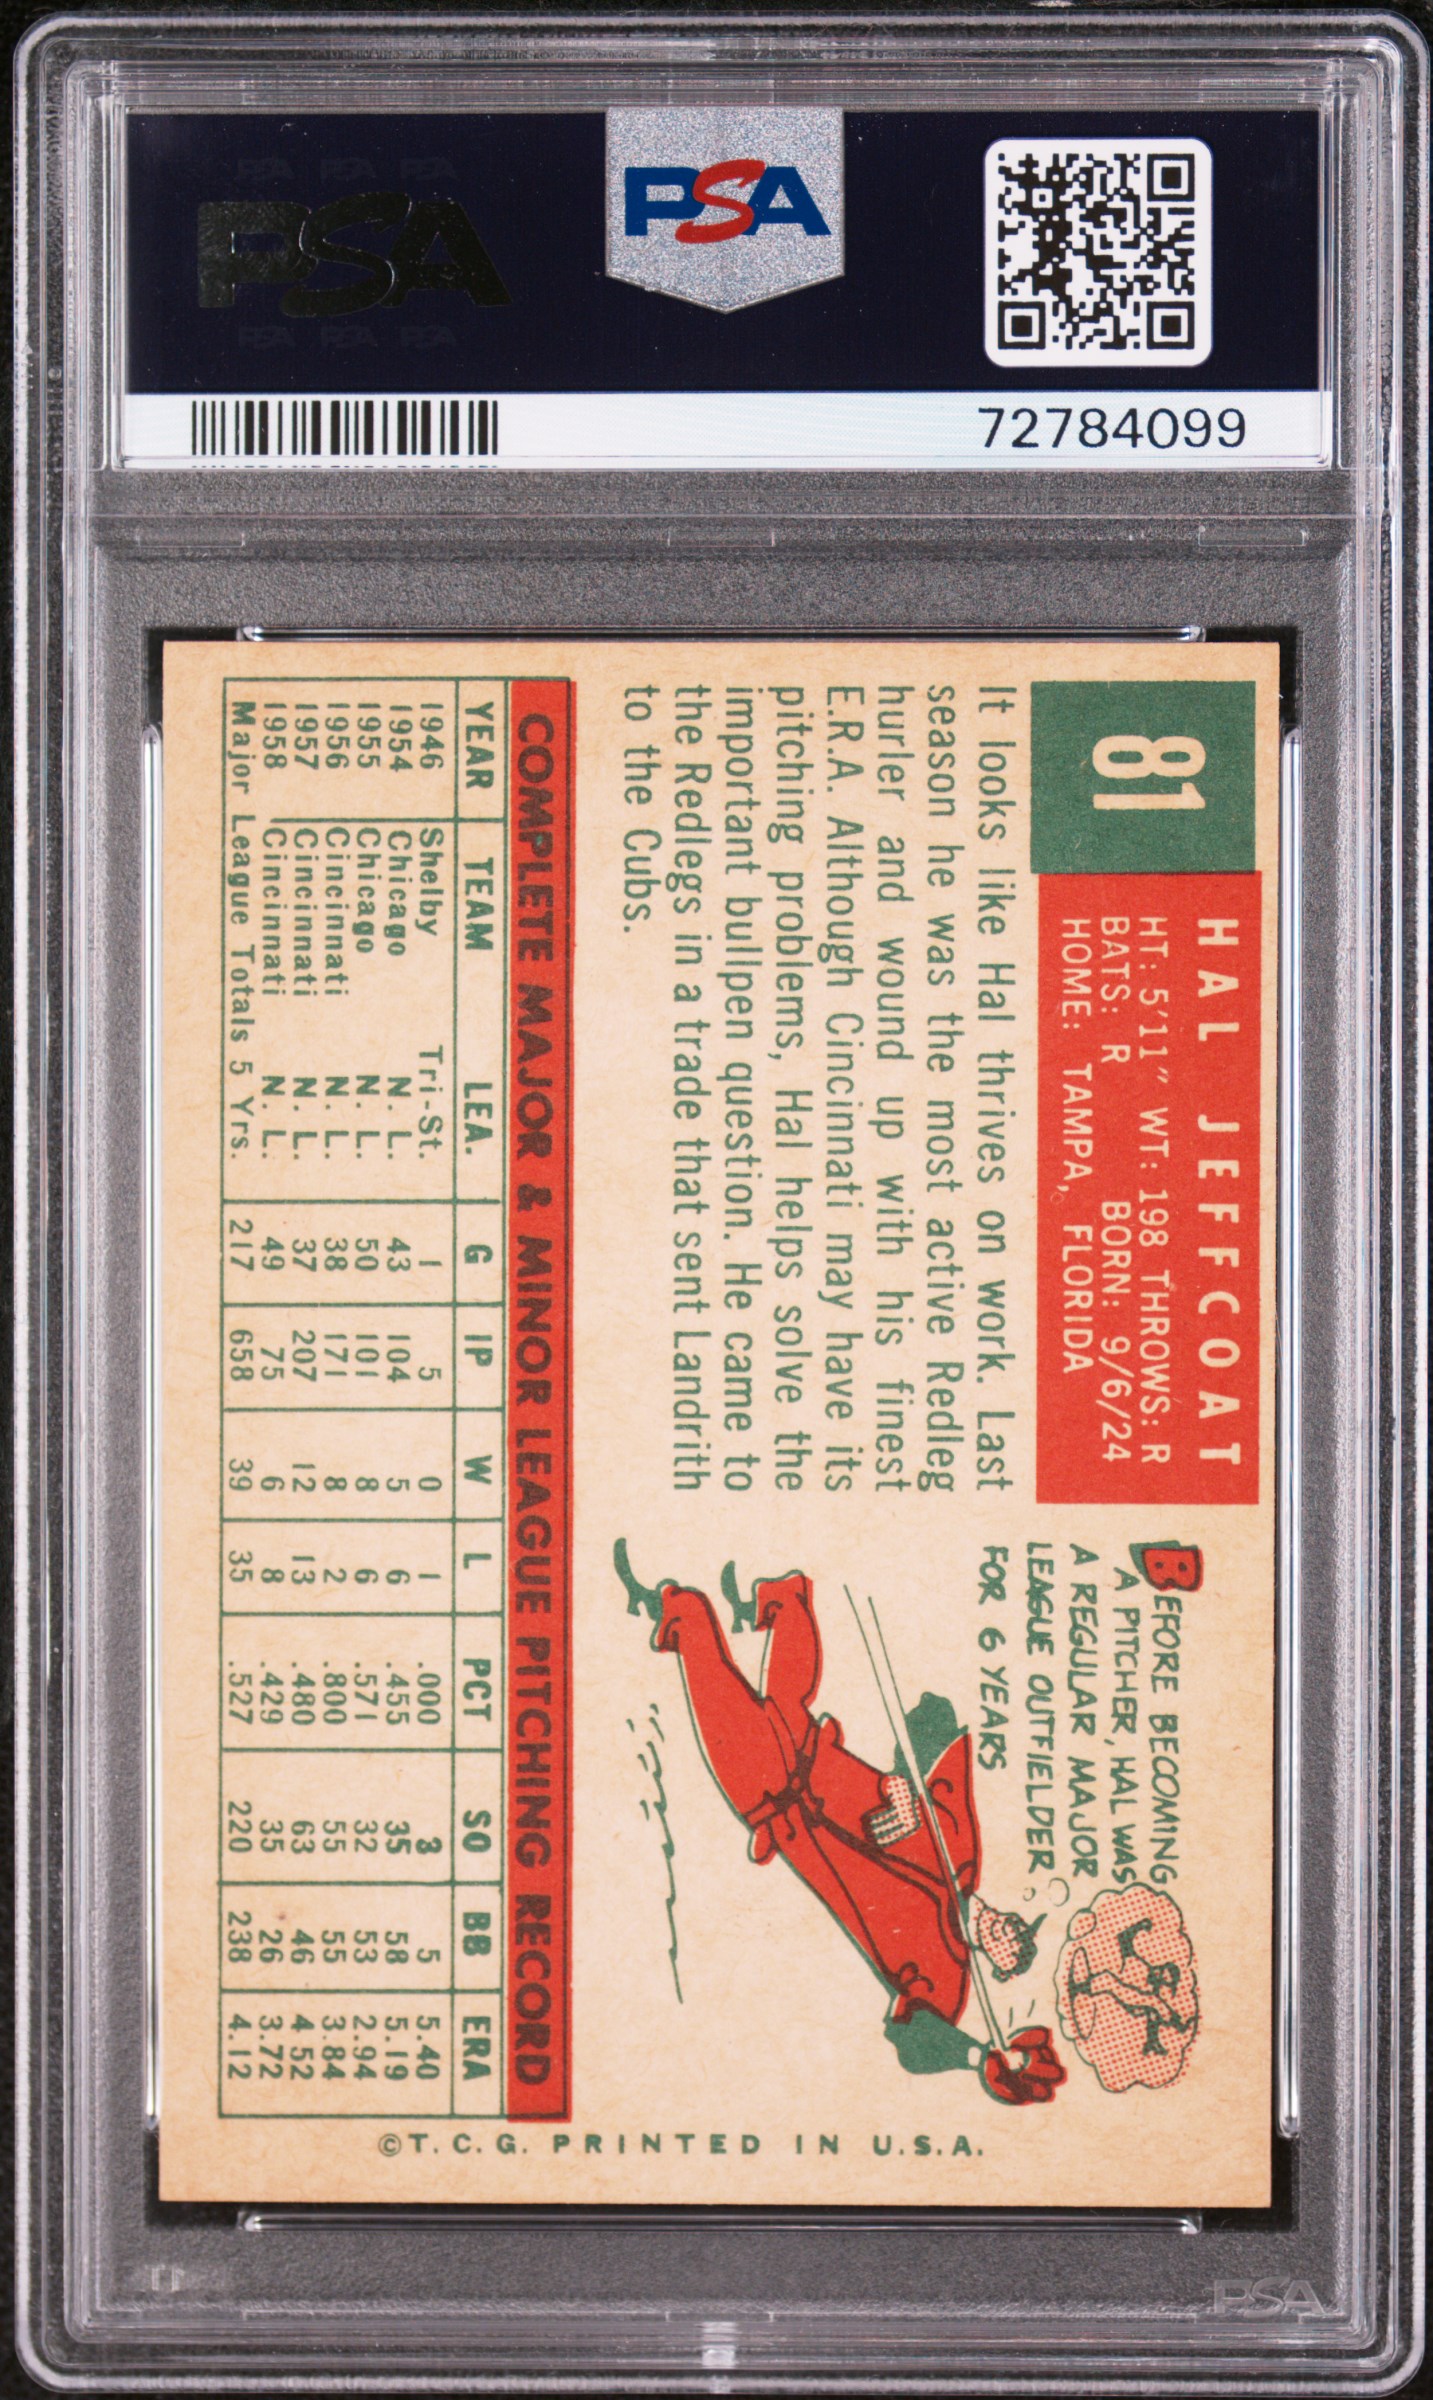 PSA PSA PSA
PSA
PSA PSA PSA
PSA
72784099
81
HAL JEFFCOAT
HT: 5'11" WT: 198 THROWS: R
BATS: R BORN: 9/6/24
HOME: TAMPA, FLORIDA
It looks like Hal thrives on work. Last
season he was the most active Redleg
hurler and wound up with his finest
E.R.A. Although Cincinnati may have its
pitching problems, Hal helps solve the
important bullpen question. He came to
the Redlegs in a trade that sent Landrith
to the Cubs.
BEFORE BECOMING
A PITCHER, HAL WAS
A REGULAR MAJOR
LEAGUE OUTFIELDER
FOR 6 YEARS
COMPLETE MAJOR & MINOR LEAGUE PITCHING RECORD
YEAR TEAM LEA. G IP W L PCT SO BB ERA
1946 Shelby Tri-St. 1 5 0 1 .000 3 5 5.40
1954 Chicago N. L. 43 104 5 6 .455 35 58 5.19
1955 Chicago N. L. 50 101 8 6 .571 32 53 2.94
1956 Cincinnati N. L. 38 171 8 2 .800 55 55 3.84
1957 Cincinnati N. L. 37 207 12 13 .480 63 46 4.52
1958 Cincinnati N. L. 49 75 6 8 .429 35 26 3.72
Major League Totals 5 Yrs. 217 658 39 35 .527 220 238 4.12
©T.C.G. PRINTED IN U.S.A.
PSA